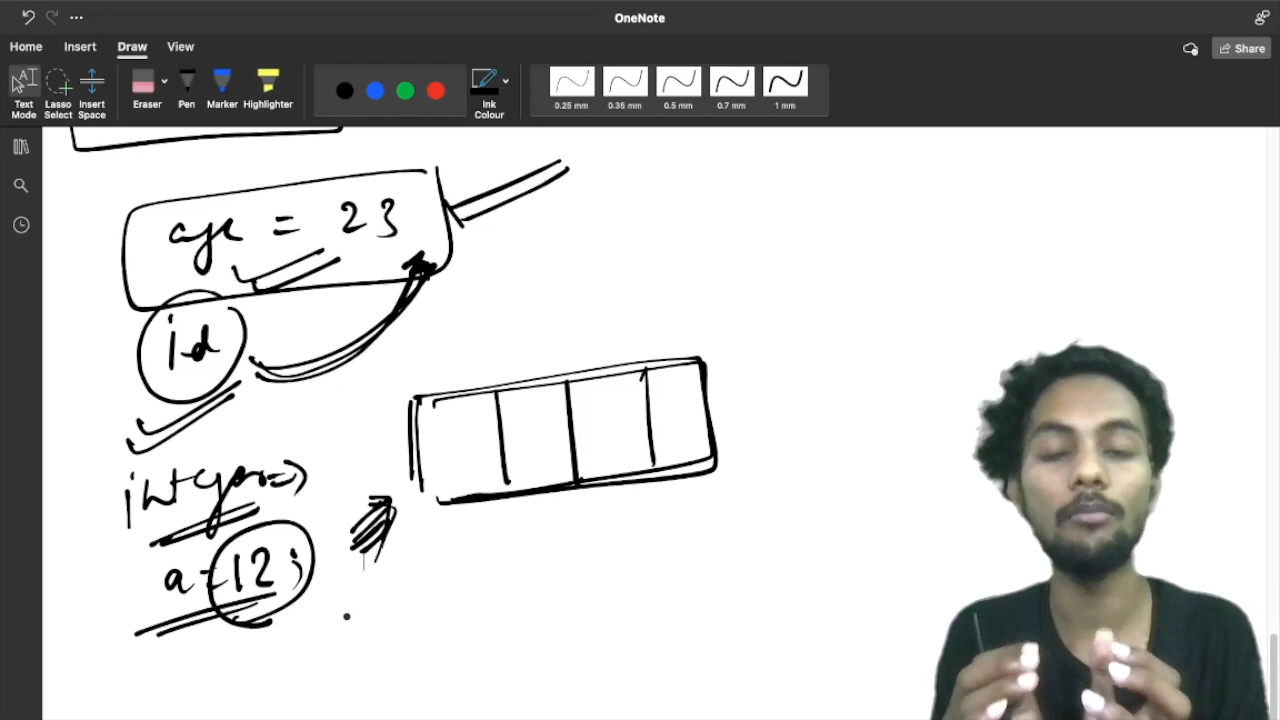 OneNote
Home Insert Draw View
Share
Text Mode
Lasso Select
Insert Space
Eraser
Pen
Marker
Highlighter
Ink Colour
0.25 mm
0.35 mm
0.5 mm
0.7 mm
1 mm
age = 23
id
a = 12;